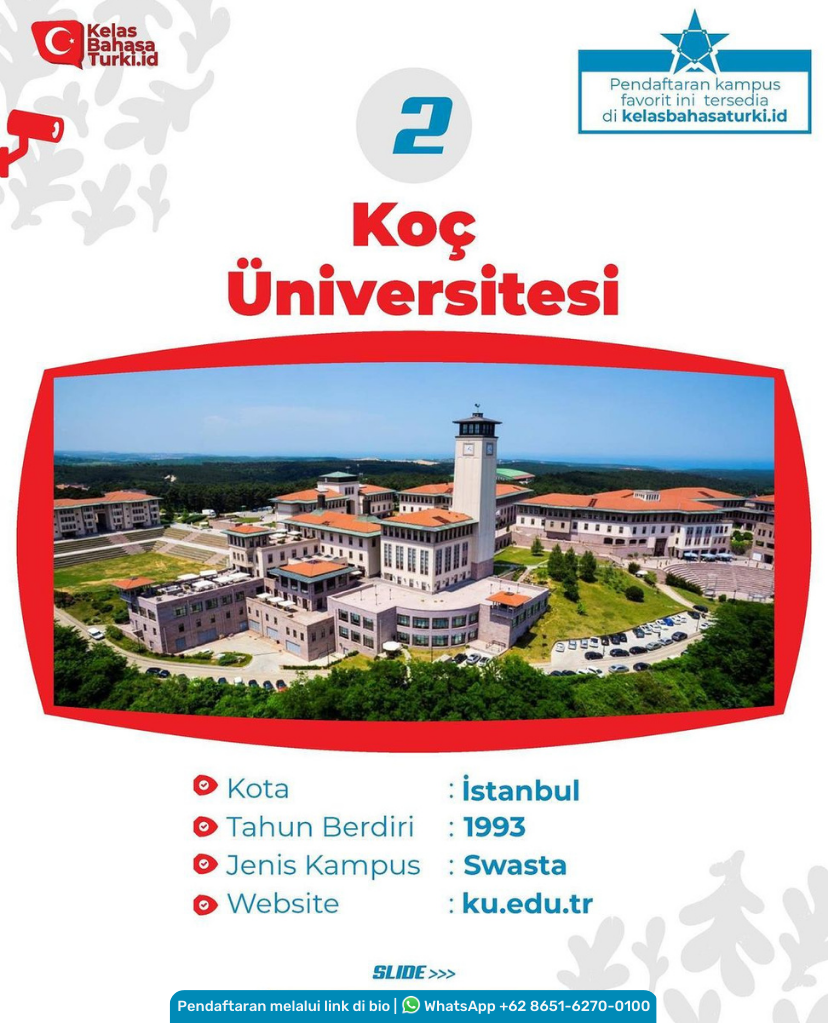 Kelas
Bahasa
Turki.id
Pendaftaran kampus
favorit ini tersedia
di kelasbahasaturki.id
2
Koç
Üniversitesi
Kota : İstanbul
Tahun Berdiri : 1993
Jenis Kampus : Swasta
Website : ku.edu.tr
SLIDE >>>
Pendaftaran melalui link di bio | WhatsApp +62 8651-6270-0100